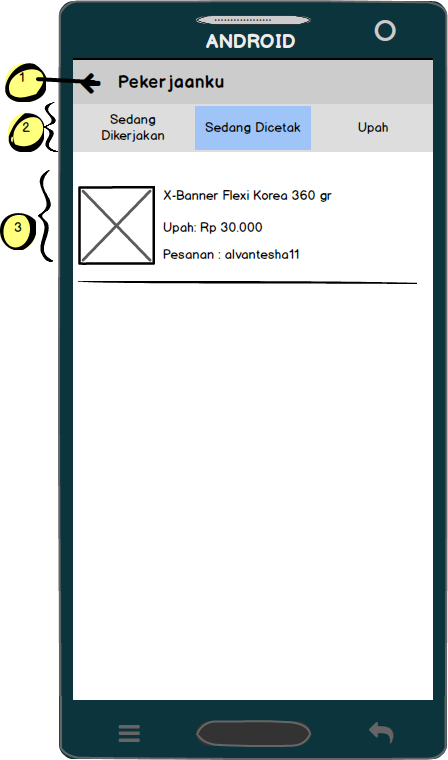 ANDROID
1
Pekerjaanku
2
Sedang
Dikerjakan
Sedang Dicetak
Upah
X-Banner Flexi Korea 360 gr
3
Upah: Rp 30.000
Pesanan : alvantesha11